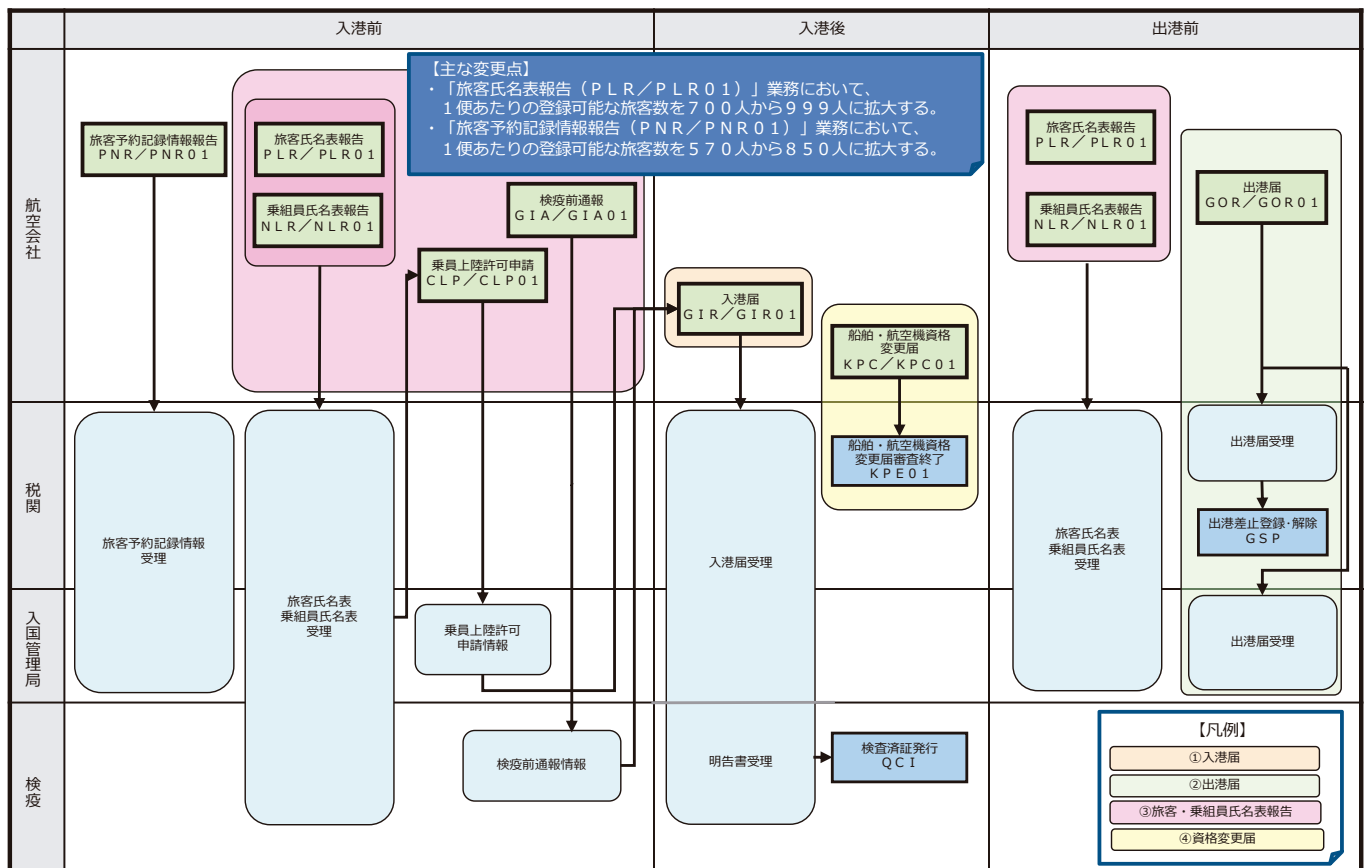 入港前
入港後
出港前
航空会社
税関
入国管理局
検疫
【主な変更点】
・「旅客氏名表報告（ＰＬＲ／ＰＬＲ０１）」業務において、
１便あたりの登録可能な旅客数を７００人から９９９人に拡大する。
・「旅客予約記録情報報告（ＰＮＲ／ＰＮＲ０１）」業務において、
１便あたりの登録可能な旅客数を５７０人から８５０人に拡大する。
旅客予約記録情報報告
ＰＮＲ／ＰＮＲ０１
旅客氏名表報告
ＰＬＲ／ＰＬＲ０１
乗組員氏名表報告
ＮＬＲ／ＮＬＲ０１
検疫前通報
ＧＩＡ／ＧＩＡ０１
乗員上陸許可申請
ＣＬＰ／ＣＬＰ０１
入港届
ＧＩＲ／ＧＩＲ０１
船舶・航空機資格
変更届
ＫＰＣ／ＫＰＣ０１
旅客氏名表報告
ＰＬＲ／ＰＬＲ０１
乗組員氏名表報告
ＮＬＲ／ＮＬＲ０１
出港届
ＧＯＲ／ＧＯＲ０１
旅客予約記録情報
受理
旅客氏名表
乗組員氏名表
受理
乗員上陸許可
申請情報
検疫前通報情報
入港届受理
明告書受理
船舶・航空機資格
変更届審査終了
ＫＰＥ０１
検査済証発行
ＱＣＩ
旅客氏名表
乗組員氏名表
受理
出港届受理
出港差止登録・解除
ＧＳＰ
出港届受理
【凡例】
①入港届
②出港届
③旅客・乗組員氏名表報告
④資格変更届